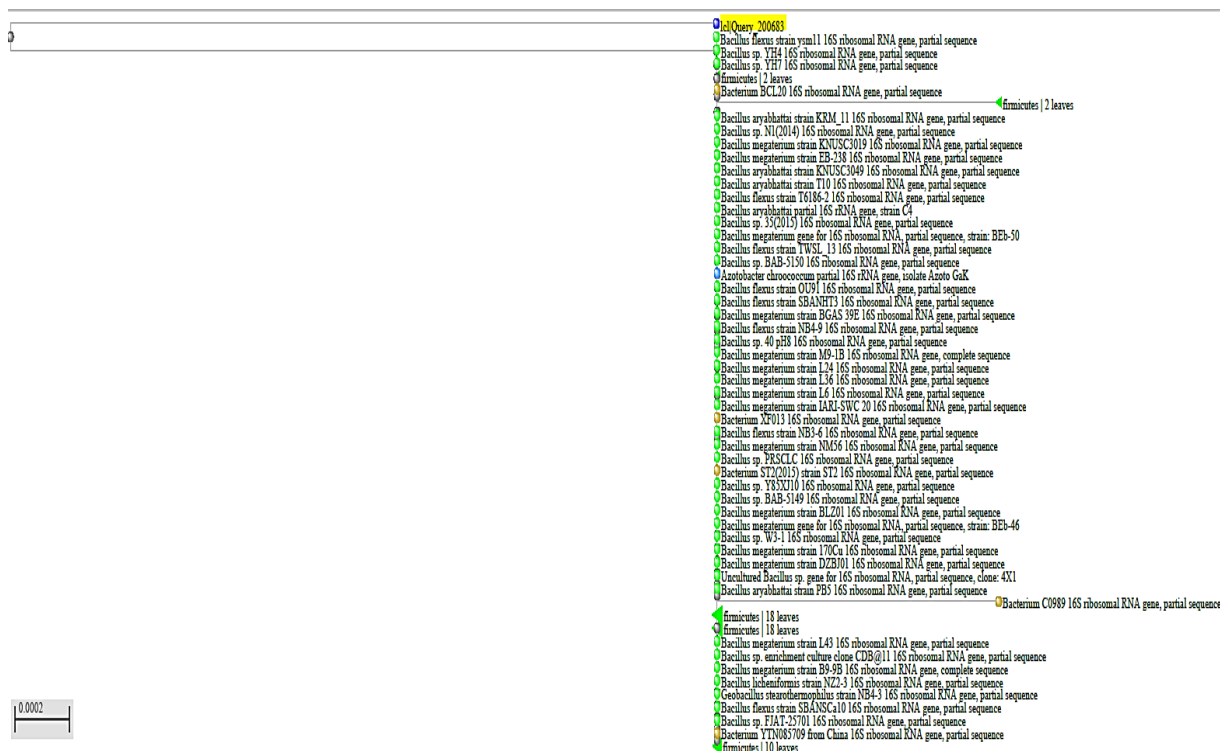 lcl|Query_200683
Bacillus flexus strain ysm11 16S ribosomal RNA gene, partial sequence
Bacillus sp. YH4 16S ribosomal RNA gene, partial sequence
Bacillus sp. YH7 16S ribosomal RNA gene, partial sequence
firmicutes | 2 leaves
Bacterium BCL20 16S ribosomal RNA gene, partial sequence
firmicutes | 2 leaves
Bacillus aryabhattai strain KRM_11 16S ribosomal RNA gene, partial sequence
Bacillus sp. N1(2014) 16S ribosomal RNA gene, partial sequence
Bacillus megaterium strain KNUSC3019 16S ribosomal RNA gene, partial sequence
Bacillus megaterium strain EB-238 16S ribosomal RNA gene, partial sequence
Bacillus aryabhattai strain KNUSC3049 16S ribosomal RNA gene, partial sequence
Bacillus aryabhattai strain T10 16S ribosomal RNA gene, partial sequence
Bacillus flexus strain T6186-2 16S ribosomal RNA gene, partial sequence
Bacillus aryabhattai partial 16S rRNA gene, strain C4
Bacillus sp. 35(2015) 16S ribosomal RNA gene, partial sequence
Bacillus megaterium gene for 16S ribosomal RNA, partial sequence, strain: BEb-50
Bacillus flexus strain TWSL_13 16S ribosomal RNA gene, partial sequence
Bacillus sp. BAB-5150 16S ribosomal RNA gene, partial sequence
Azotobacter chroococcum partial 16S rRNA gene, isolate Azoto GaK
Bacillus flexus strain OU91 16S ribosomal RNA gene, partial sequence
Bacillus flexus strain SBANHT3 16S ribosomal RNA gene, partial sequence
Bacillus megaterium strain BGAS 39E 16S ribosomal RNA gene, partial sequence
Bacillus flexus strain NB4-9 16S ribosomal RNA gene, partial sequence
Bacillus sp. 40 pH8 16S ribosomal RNA gene, partial sequence
Bacillus megaterium strain M9-1B 16S ribosomal RNA gene, complete sequence
Bacillus megaterium strain L24 16S ribosomal RNA gene, partial sequence
Bacillus megaterium strain L36 16S ribosomal RNA gene, partial sequence
Bacillus megaterium strain L6 16S ribosomal RNA gene, partial sequence
Bacillus megaterium strain IARI-SWC 20 16S ribosomal RNA gene, partial sequence
Bacterium XF013 16S ribosomal RNA gene, partial sequence
Bacillus flexus strain NB3-6 16S ribosomal RNA gene, partial sequence
Bacillus megaterium strain NM56 16S ribosomal RNA gene, partial sequence
Bacillus sp. PRSCLC 16S ribosomal RNA gene, partial sequence
Bacterium ST2(2015) strain ST2 16S ribosomal RNA gene, partial sequence
Bacillus sp. Y85XJ10 16S ribosomal RNA gene, partial sequence
Bacillus sp. BAB-5149 16S ribosomal RNA gene, partial sequence
Bacillus megaterium strain BLZ01 16S ribosomal RNA gene, partial sequence
Bacillus megaterium gene for 16S ribosomal RNA, partial sequence, strain: BEb-46
Bacillus sp. W3-1 16S ribosomal RNA gene, partial sequence
Bacillus megaterium strain 170Cu 16S ribosomal RNA gene, partial sequence
Bacillus megaterium strain DZBJ01 16S ribosomal RNA gene, partial sequence
Uncultured Bacillus sp. gene for 16S ribosomal RNA, partial sequence, clone: 4X1
Bacillus aryabhattai strain PB5 16S ribosomal RNA gene, partial sequence
Bacterium C0989 16S ribosomal RNA gene, partial sequence
firmicutes | 18 leaves
firmicutes | 18 leaves
Bacillus megaterium strain L43 16S ribosomal RNA gene, partial sequence
Bacillus sp. enrichment culture clone CDB@11 16S ribosomal RNA gene, partial sequence
Bacillus megaterium strain B9-9B 16S ribosomal RNA gene, complete sequence
Bacillus licheniformis strain NZ2-3 16S ribosomal RNA gene, partial sequence
Geobacillus stearothermophilus strain NB4-3 16S ribosomal RNA gene, partial sequence
Bacillus flexus strain SBANSCa10 16S ribosomal RNA gene, partial sequence
0.0002
Bacillus sp. FJAT-25701 16S ribosomal RNA gene, partial sequence
Bacterium YTN085709 from China 16S ribosomal RNA gene, partial sequence
firmicutes | 10 leaves